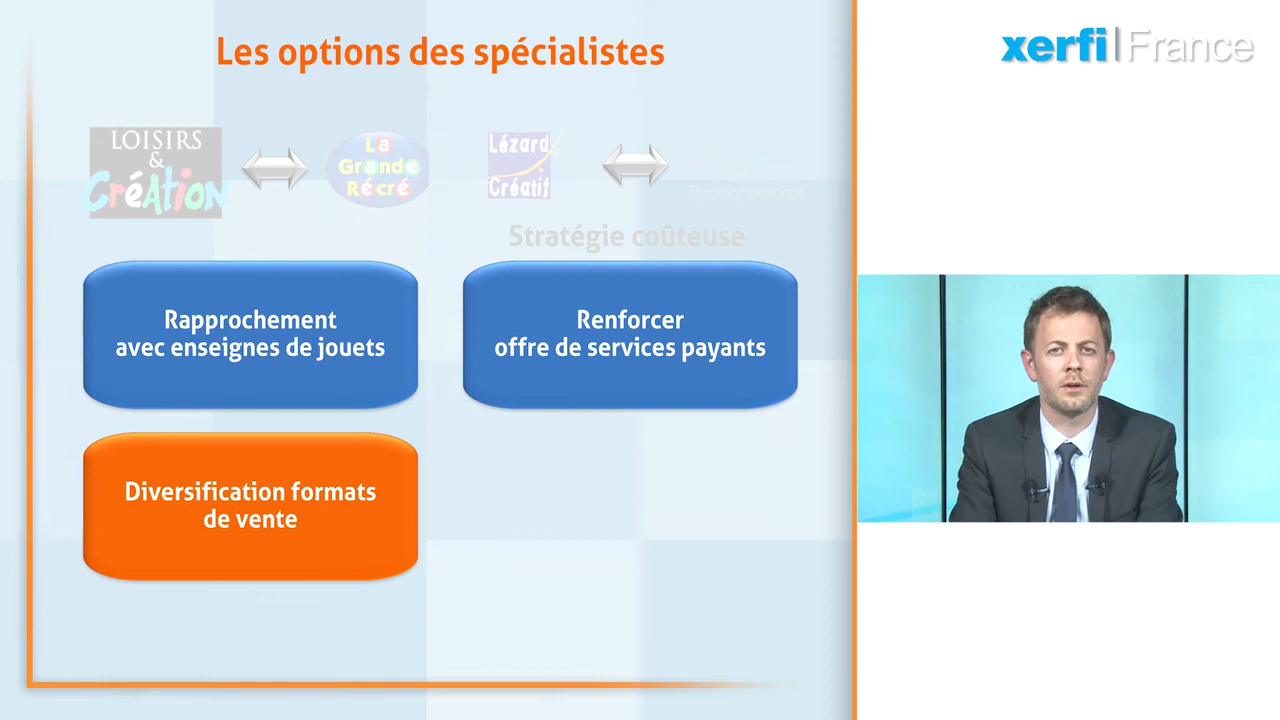 Les options des spécialistes
xerfi France
LOISIRS
&
CréATioN
La
Grande
Récré
Lézard
Créatif
Stratégie coûteuse
Rapprochement
avec enseignes de jouets
Renforcer
offre de services payants
Diversification formats
de vente